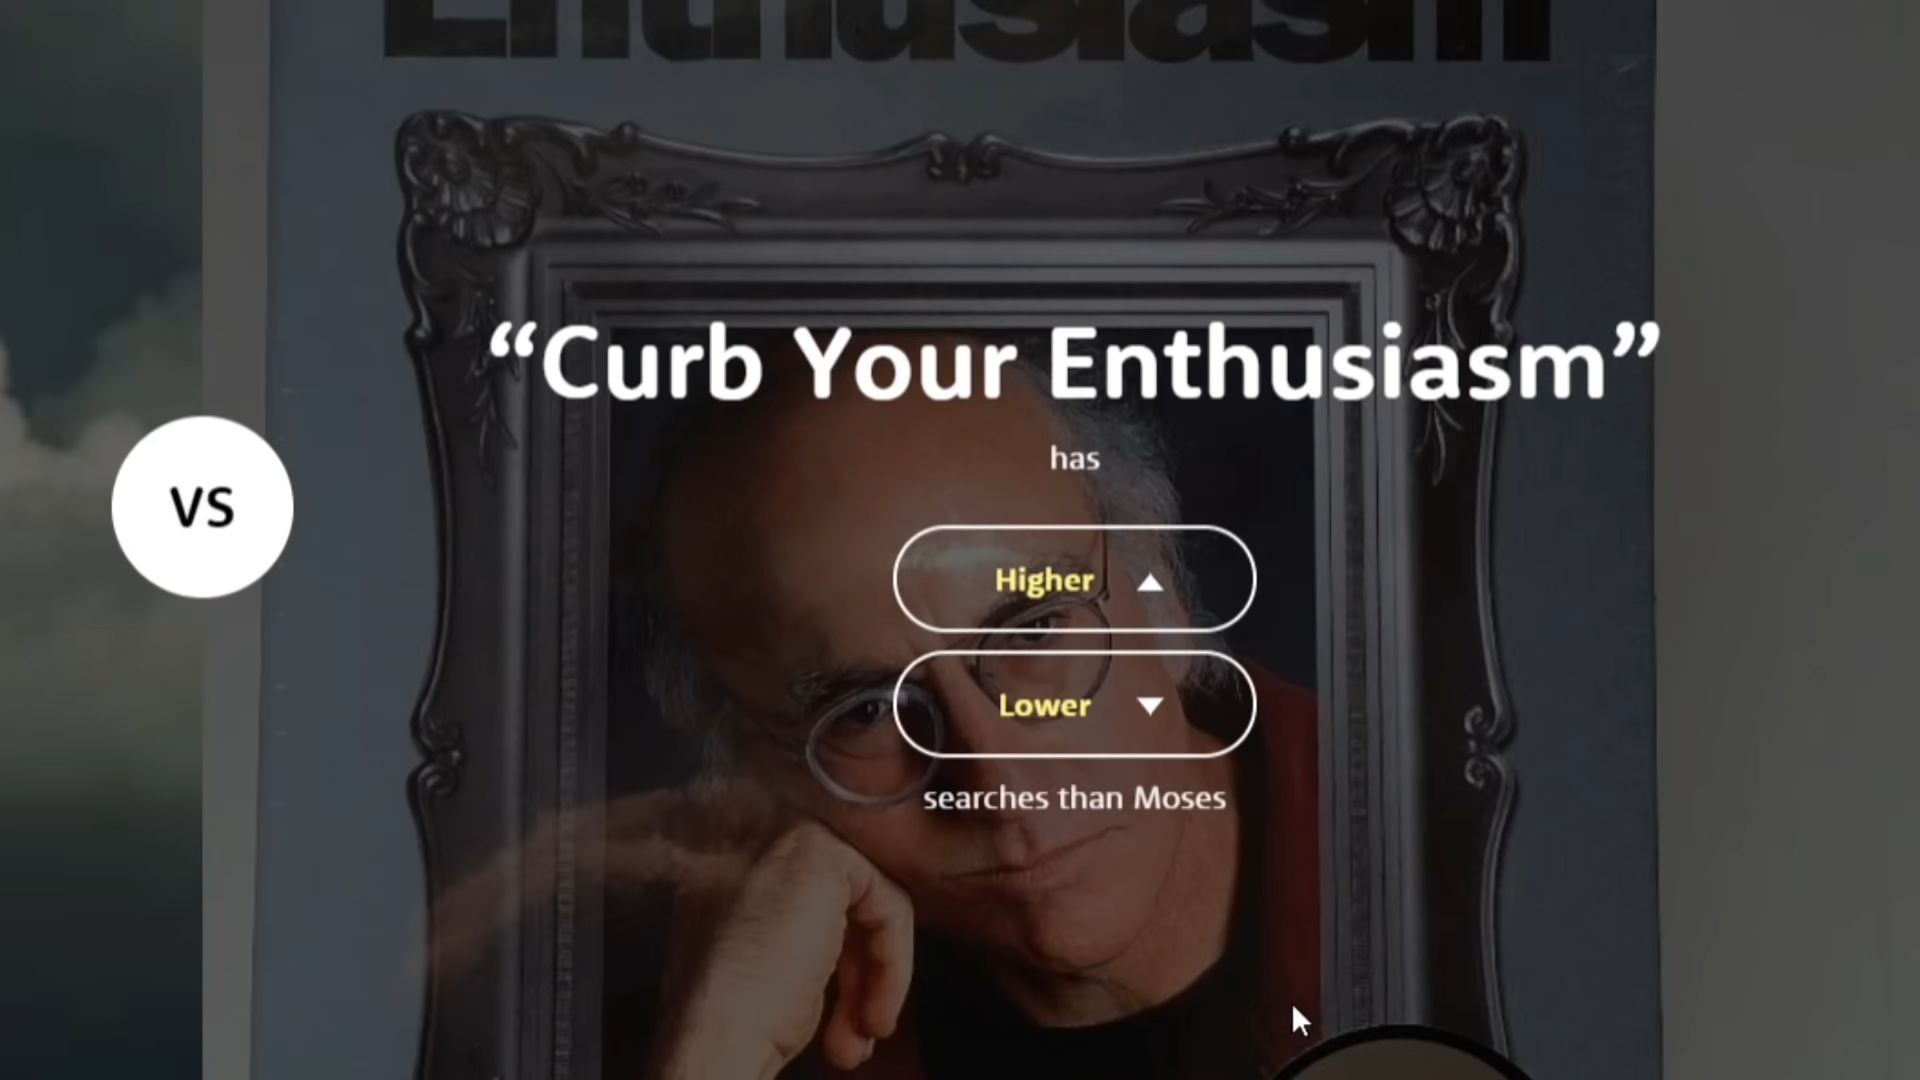 Enthusiasm
“Curb Your Enthusiasm”
VS
has
Higher
Lower
searches than Moses